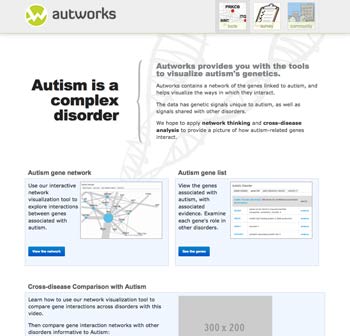 autworks
PRKCB
tools
survey
community
Autism is a
complex
disorder
Autworks provides you with the tools
to visualize autism's genetics.
Autworks contains a network of the genes linked to autism, and
helps visualize the ways in which they interact.
The data has genetic signals unique to autism, as well as
signals shared with other disorders.
We hope to apply network thinking and cross-disease
analysis to provide a picture of how autism-related genes
interact.
Autism gene network
Use our interactive
network
visualization tool to
explore interactions
between genes
associated with
autism.
View the network
Autism gene list
View the genes
associated with
autism, with
associated
evidence. Examine
each gene's role in
other disorders.
See the genes
Cross-disease Comparison with Autism
Learn how to use our network visualization tool to
compare gene interactions across disorders with this
video.
Then compare gene interaction networks with other
disorders informative to Autism:
300 x 200